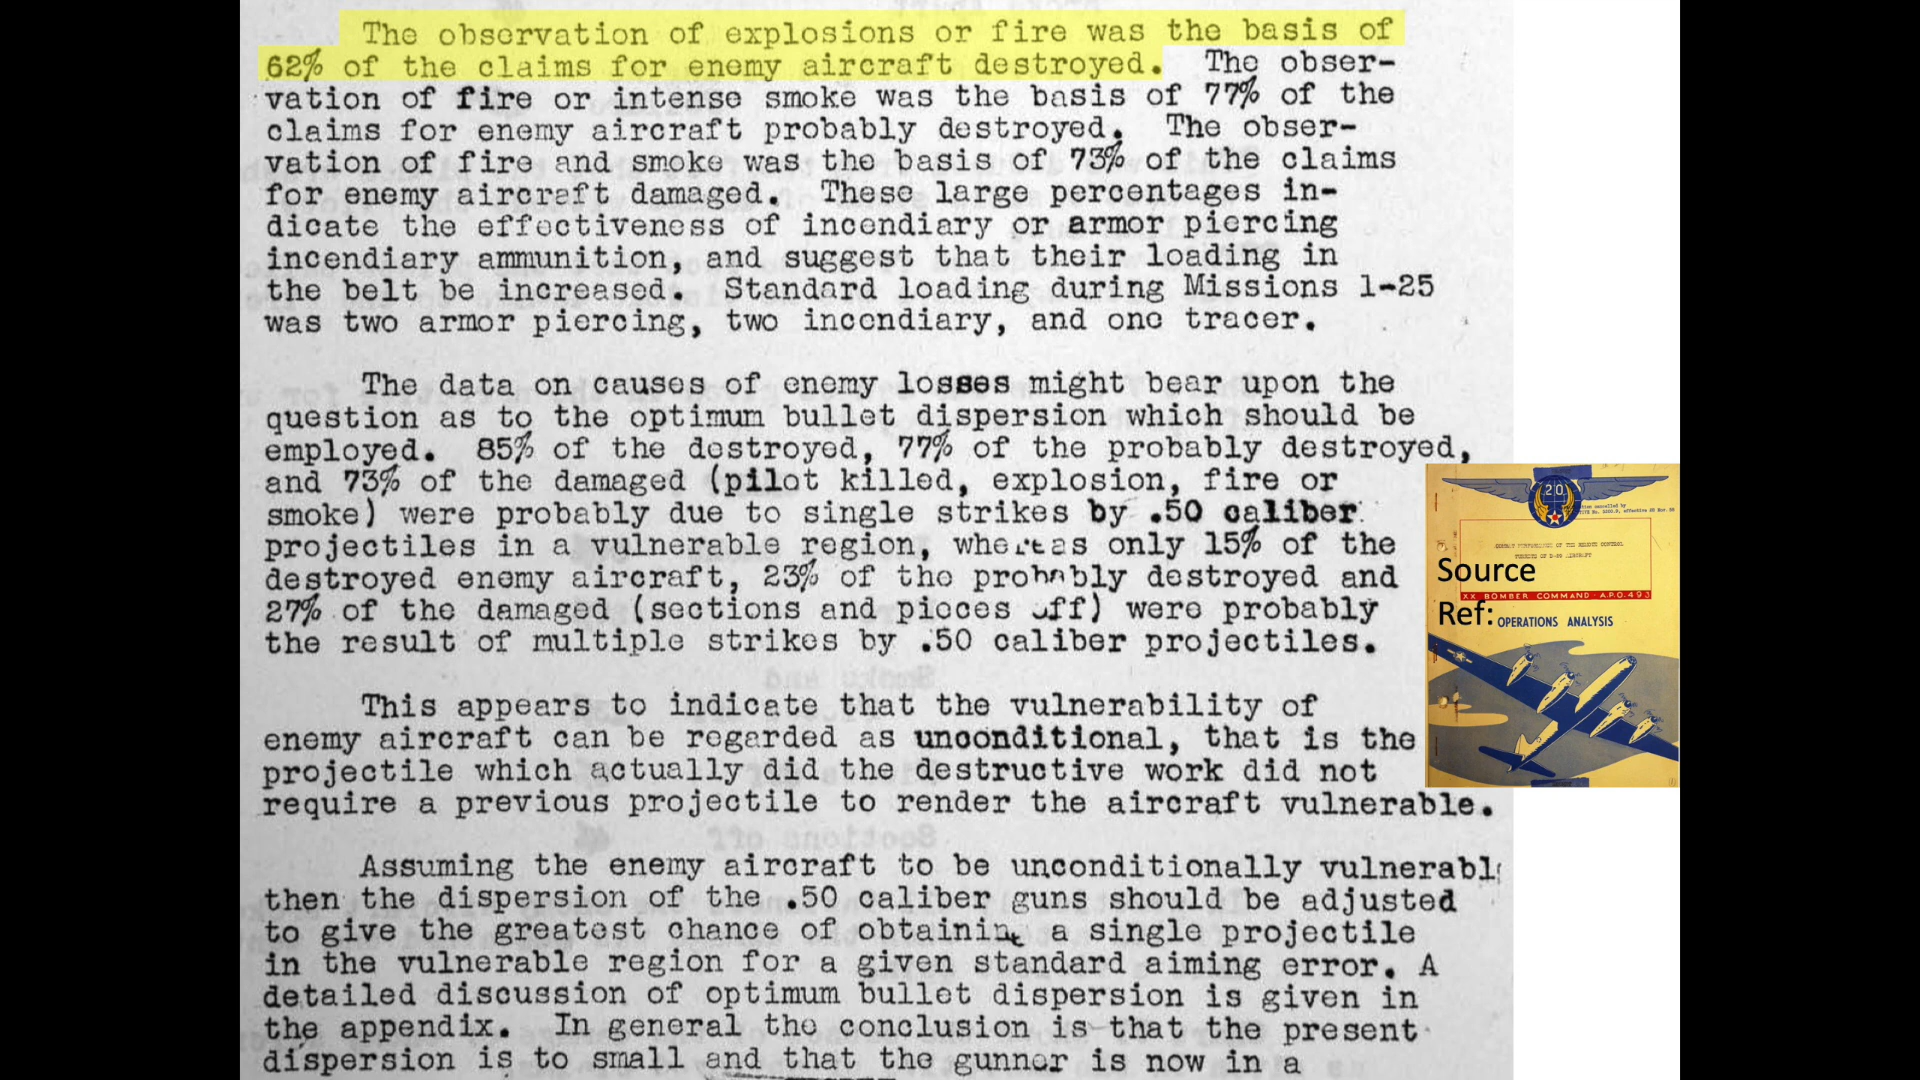 The observation of explosions or fire was the basis of
62% of the claims for enemy aircraft destroyed. The obser-
vation of fire or intense smoke was the basis of 77% of the
claims for enemy aircraft probably destroyed. The obser-
vation of fire and smoke was the basis of 73% of the claims
for enemy aircraft damaged. These large percentages in-
dicate the effectiveness of incendiary or armor piercing
incendiary ammunition, and suggest that their loading in
the belt be increased. Standard loading during Missions 1-25
was two armor piercing, two incendiary, and one tracer.
The data on causes of enemy losses might bear upon the
question as to the optimum bullet dispersion which should be
employed. 85% of the destroyed, 77% of the probably destroyed,
and 73% of the damaged (pilot killed, explosion, fire or
smoke) were probably due to single strikes by .50 caliber
projectiles in a vulnerable region, whereas only 15% of the
destroyed enemy aircraft, 23% of the probably destroyed and
27% of the damaged (sections and pieces off) were probably
the result of multiple strikes by .50 caliber projectiles.
This appears to indicate that the vulnerability of
enemy aircraft can be regarded as unconditional, that is the
projectile which actually did the destructive work did not
require a previous projectile to render the aircraft vulnerable.
Assuming the enemy aircraft to be unconditionally vulnerabl
then the dispersion of the .50 caliber guns should be adjusted
to give the greatest chance of obtaining a single projectile
in the vulnerable region for a given standard aiming error. A
detailed discussion of optimum bullet dispersion is given in
the appendix. In general the conclusion is that the present
dispersion is to small and that the gunner is now in a
20
COMBAT PERFORMANCE OF THE REMOTE CONTROL
TURRETS OF B-29 AIRCRAFT
Source
XX BOMBER COMMAND A.P.O. 493
Ref:
OPERATIONS ANALYSIS